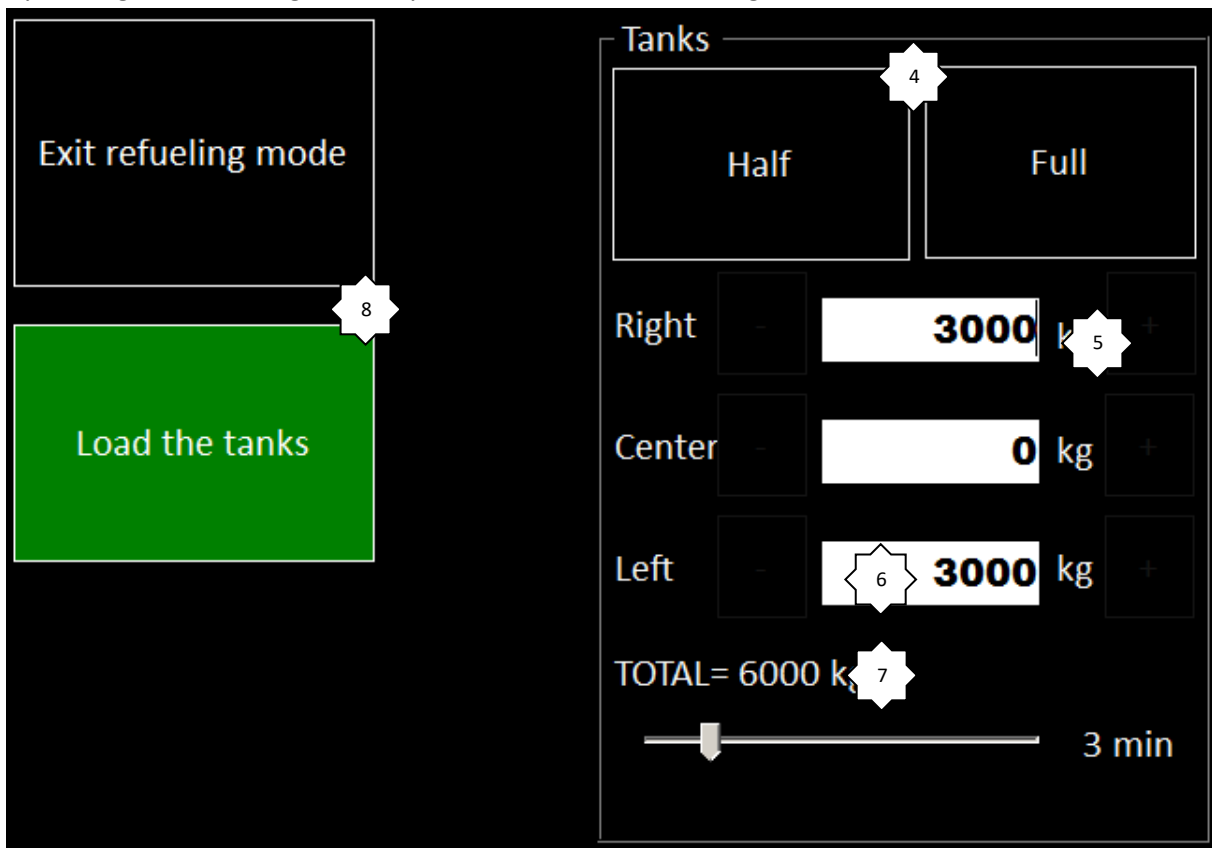 Tanks
4
Exit refueling mode
Half
Full
8
Right - 3000 5 +
Load the tanks
Center - 0 kg +
Left - 6 3000 kg +
TOTAL= 6000 7
3 min